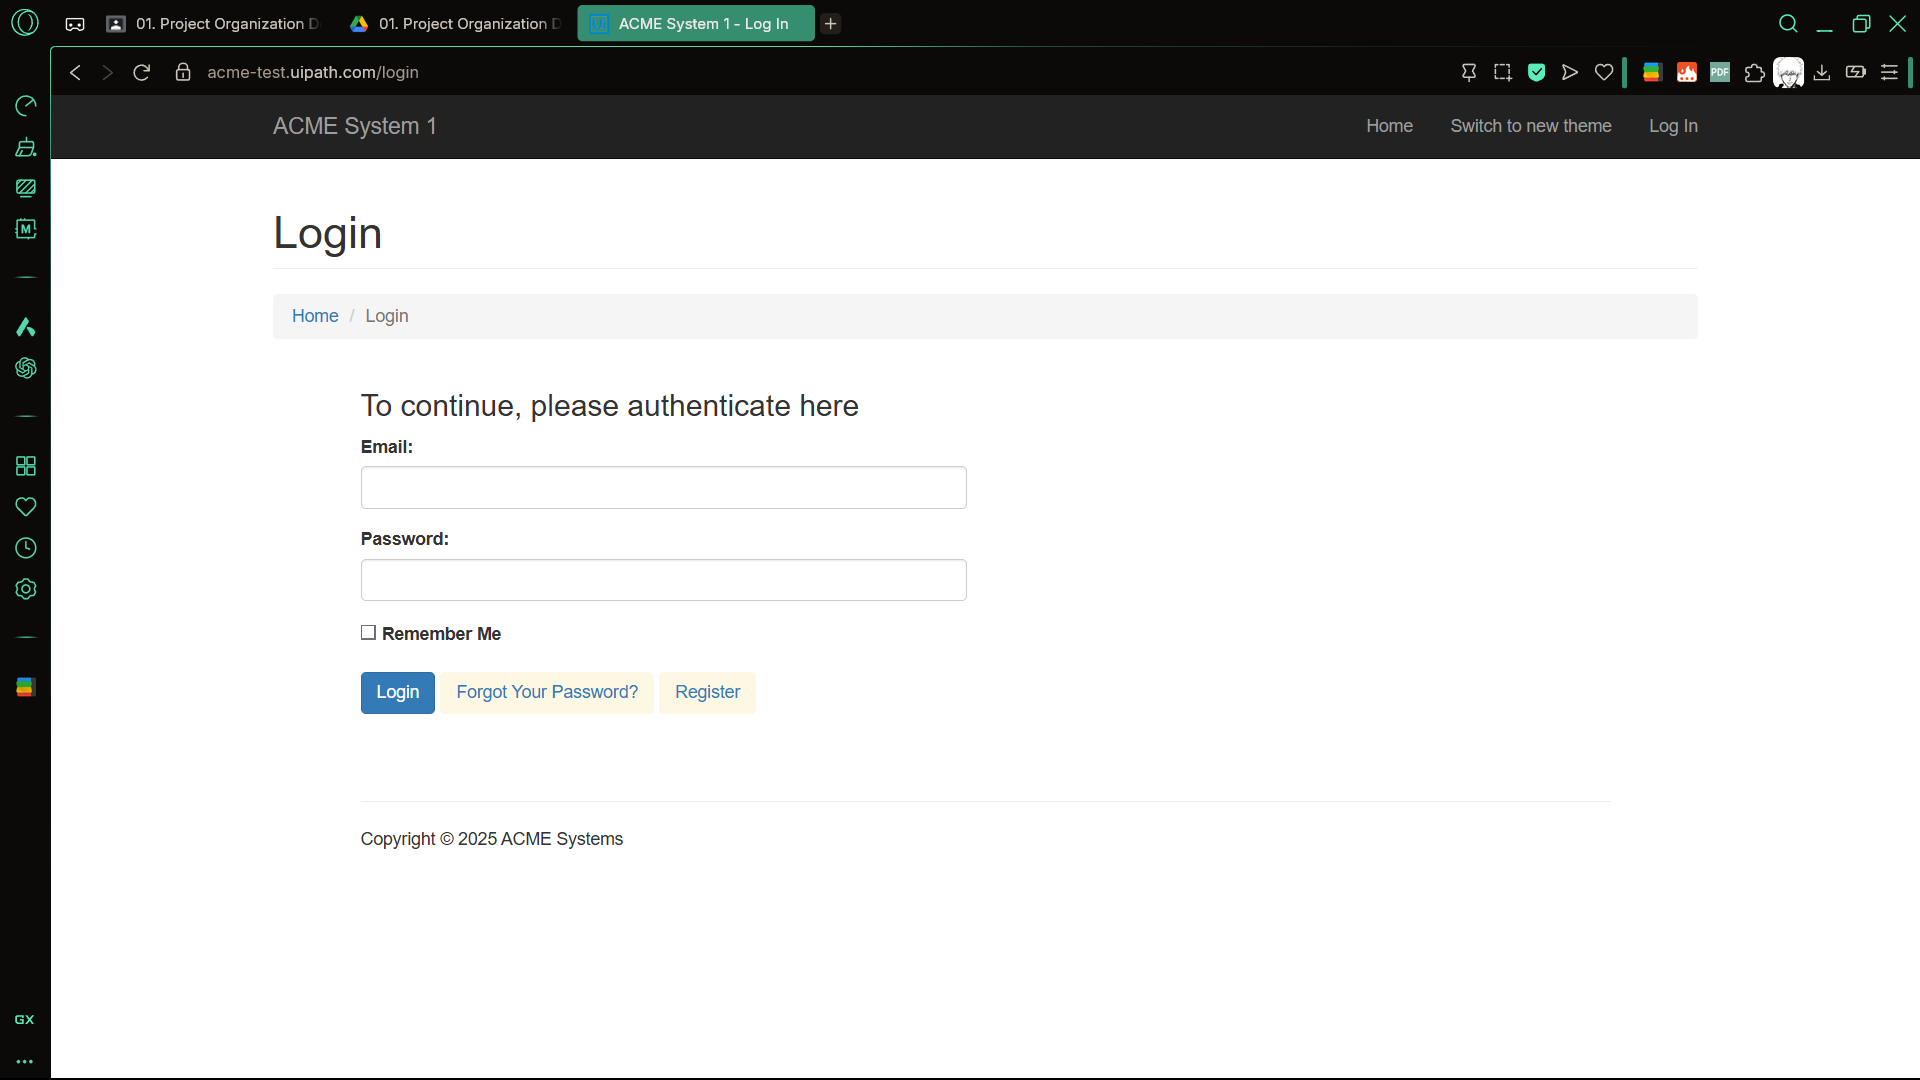 01. Project Organization D
01. Project Organization D
ACME System 1 - Log In
acme-test.uipath.com/login
PDF
ACME System 1
Home
Switch to new theme
Log In
M
Login
Home / Login
To continue, please authenticate here
Email:
Password:
Remember Me
Login
Forgot Your Password?
Register
Copyright © 2025 ACME Systems
GX